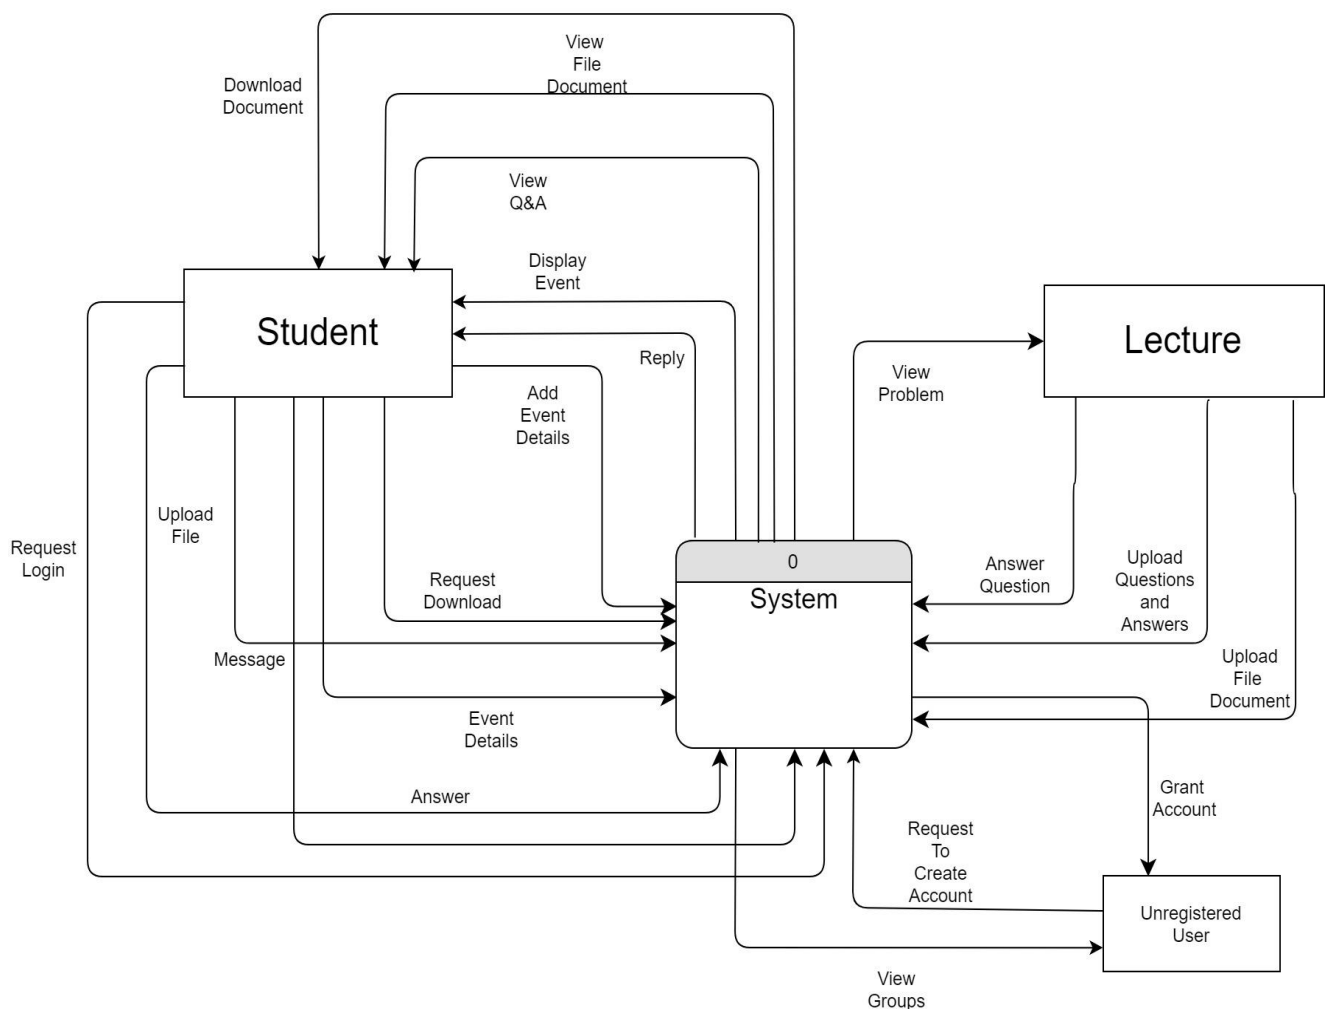 View
File
Document
Download
Document
View
Q&A
Display
Event
Student
Reply
Add
Event
Details
View
Problem
Lecture
Upload
File
Request
Login
Request
Download
Message
Event
Details
Answer
0
System
Answer
Question
Upload
Questions
and
Answers
Upload
File
Document
Grant
Account
Request
To
Create
Account
Unregistered
User
View
Groups